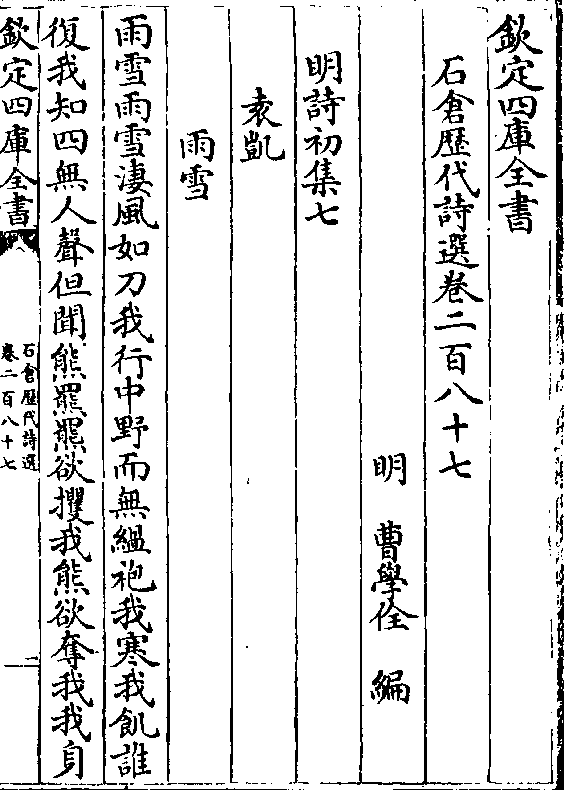 欽定四庫全書
石倉歷代詩選卷二百八十七
明　曹學佺　編
明詩初集七
袁凱
雨雪
雨雪雨雪淒風如刀我行中野而無緼袍我寒我飢誰
復我知四無人聲但聞熊羆羆欲攫我熊欲奪我我身
欽定四庫全書
石倉歷代詩選
卷二百八十七
一